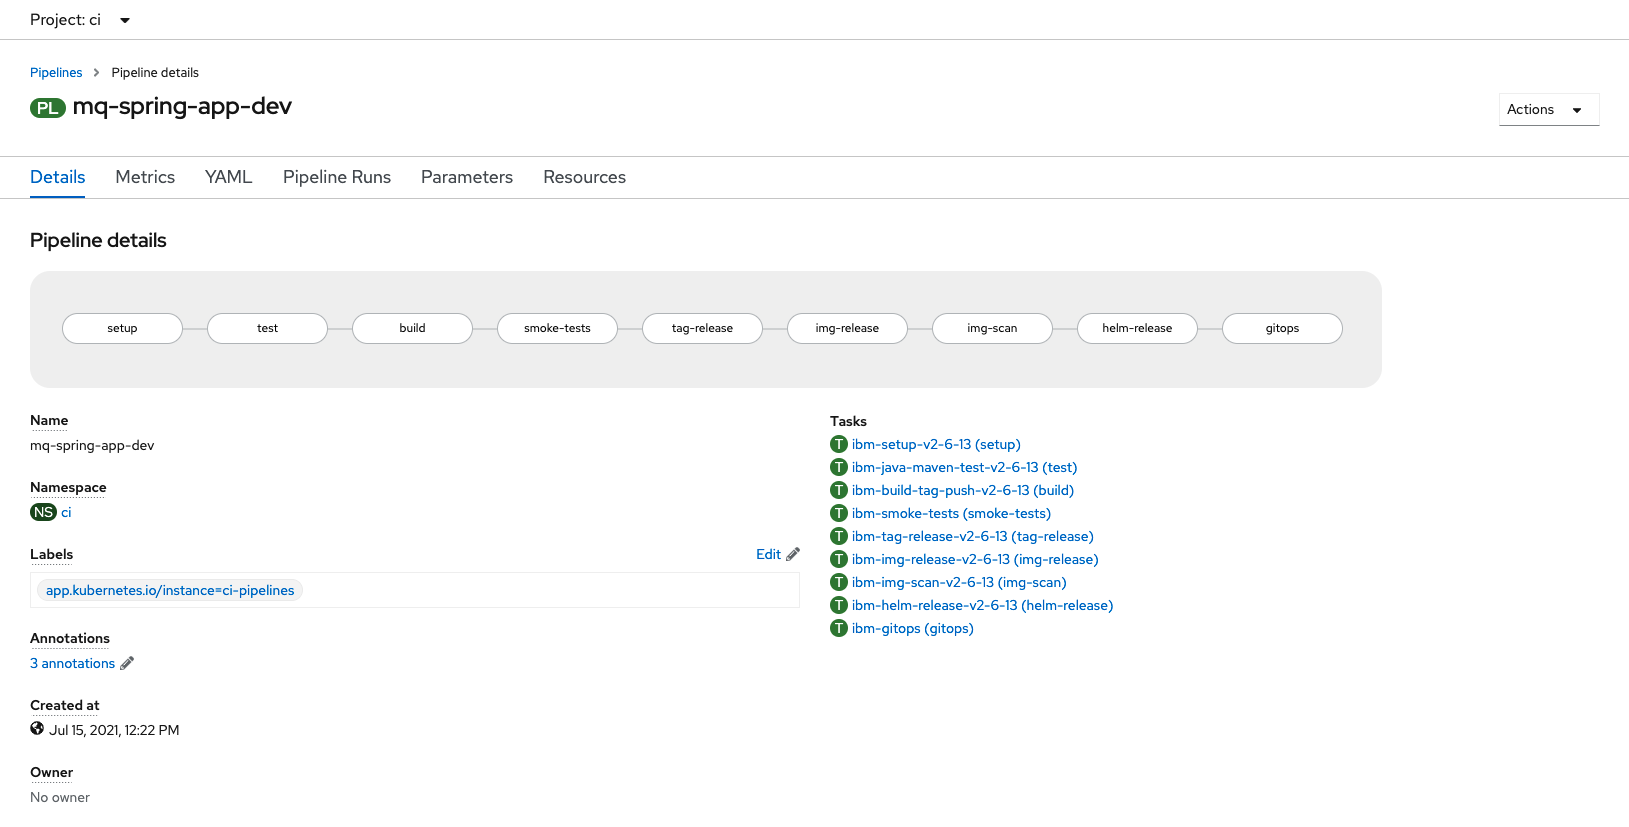 Project: ci
Pipelines > Pipeline details
PL mq-spring-app-dev
Actions
Details Metrics YAML Pipeline Runs Parameters Resources
Pipeline details
setup test build smoke-tests tag-release img-release img-scan helm-release gitops
Name
mq-spring-app-dev
Namespace
NS ci
Labels Edit
app.kubernetes.io/instance=ci-pipelines
Annotations
3 annotations
Created at
Jul 15, 2021, 12:22 PM
Owner
No owner
Tasks
T ibm-setup-v2-6-13 (setup)
T ibm-java-maven-test-v2-6-13 (test)
T ibm-build-tag-push-v2-6-13 (build)
T ibm-smoke-tests (smoke-tests)
T ibm-tag-release-v2-6-13 (tag-release)
T ibm-img-release-v2-6-13 (img-release)
T ibm-img-scan-v2-6-13 (img-scan)
T ibm-helm-release-v2-6-13 (helm-release)
T ibm-gitops (gitops)